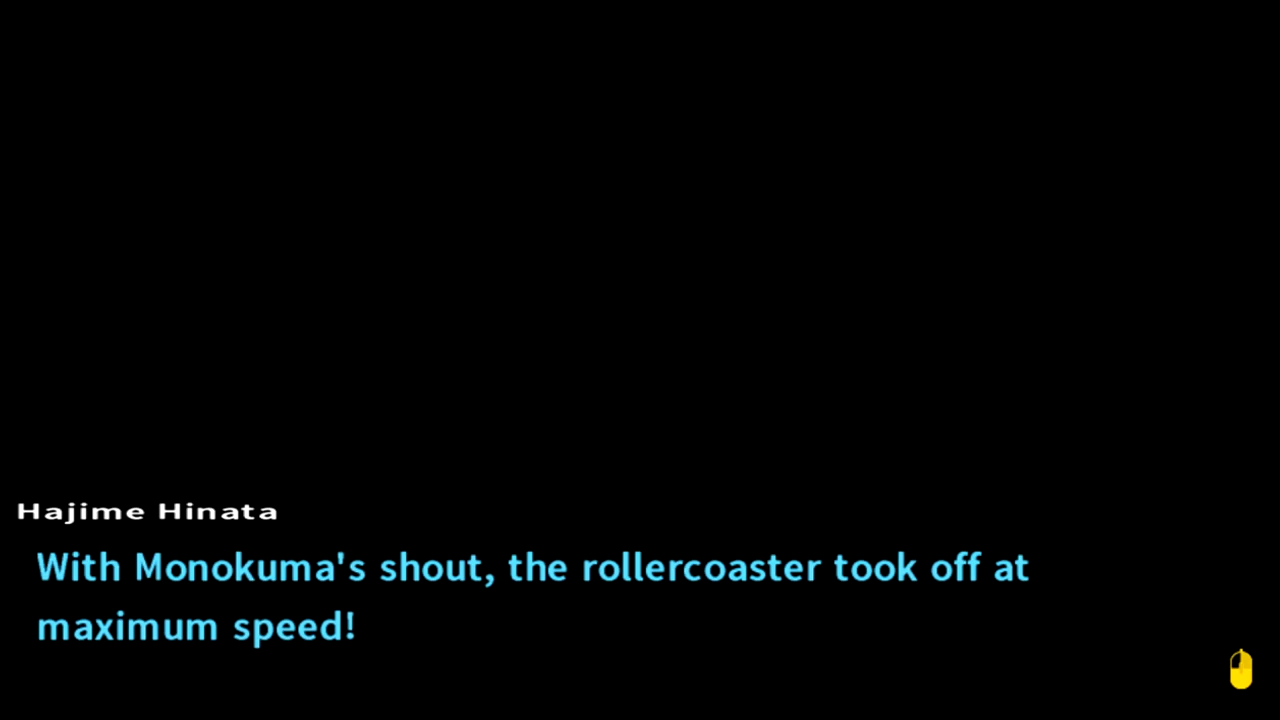 Hajime Hinata
With Monokuma's shout, the rollercoaster took off at
maximum speed!